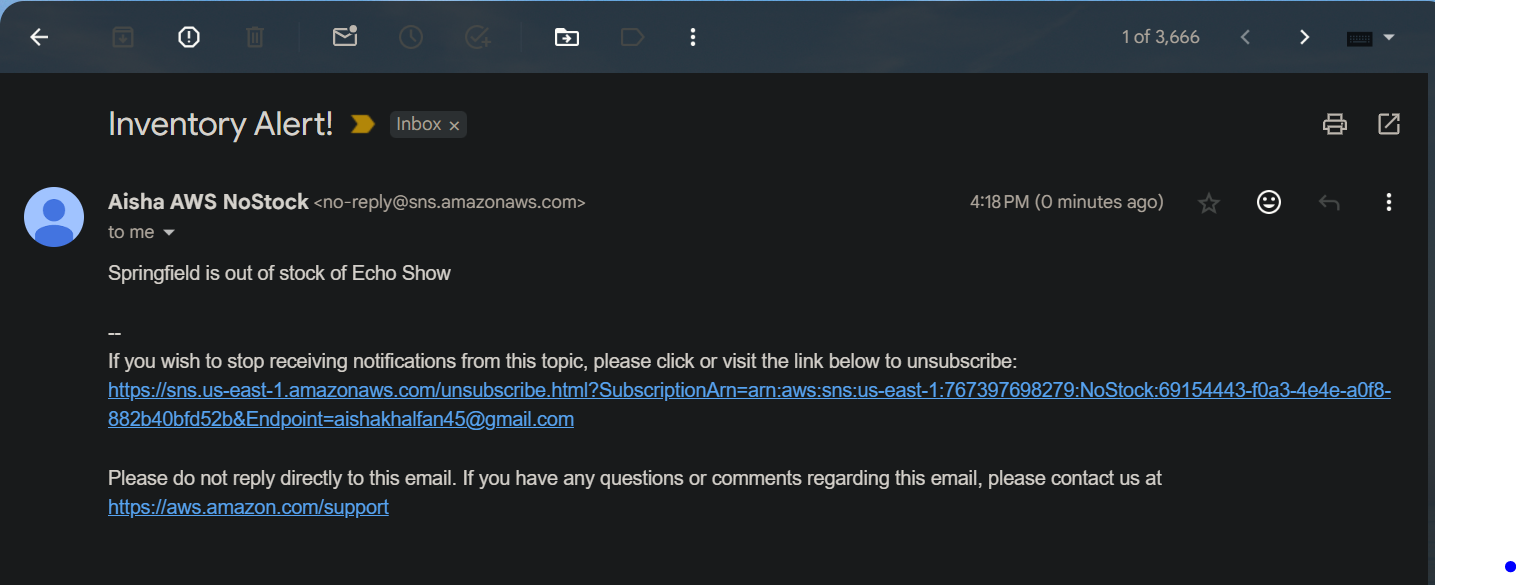 1 of 3,666
Inventory Alert! Inbox ×
Aisha AWS NoStock <no-reply@sns.amazonaws.com> 4:18 PM (0 minutes ago)
to me
Springfield is out of stock of Echo Show
--
If you wish to stop receiving notifications from this topic, please click or visit the link below to unsubscribe:
https://sns.us-east-1.amazonaws.com/unsubscribe.html?SubscriptionArn=arn:aws:sns:us-east-1:767397698279:NoStock:69154443-f0a3-4e4e-a0f8-
882b40bfd52b&Endpoint=aishakhalfan45@gmail.com
Please do not reply directly to this email. If you have any questions or comments regarding this email, please contact us at
https://aws.amazon.com/support